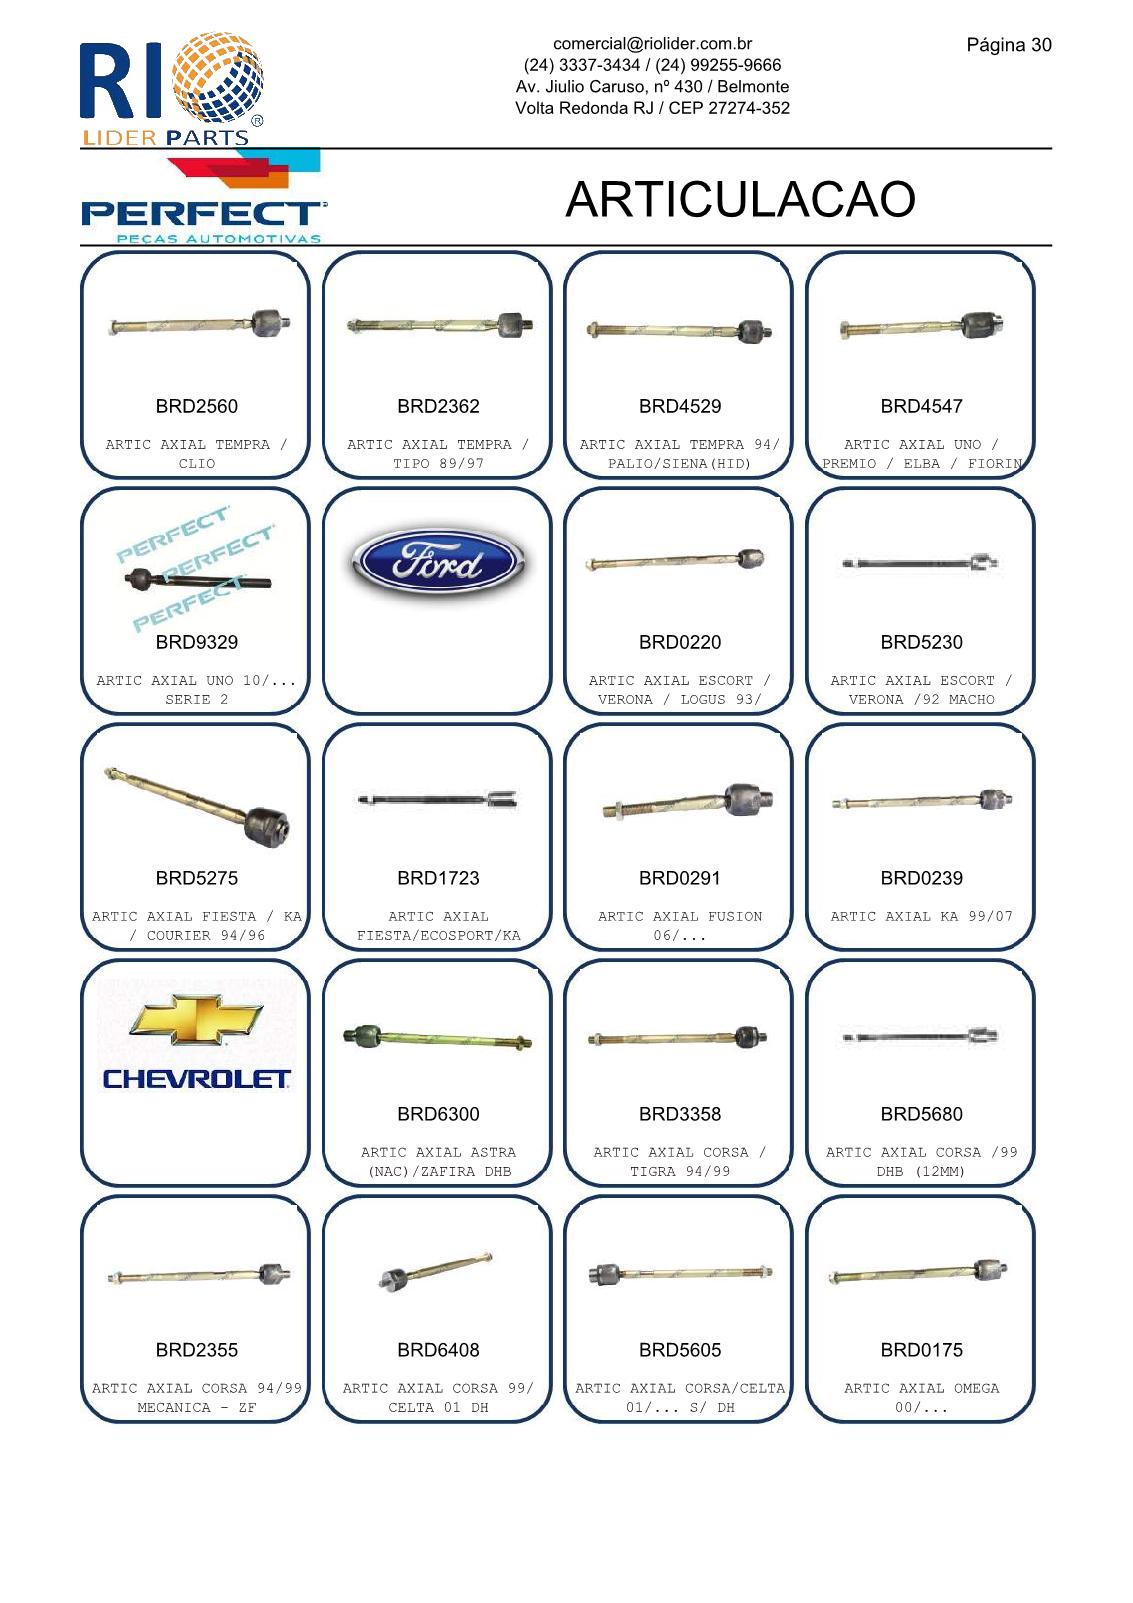 RIO
LIDER PARTS
comercial@riolider.com.br
(24) 3337-3434 / (24) 99255-9666
Av. Jiulio Caruso, nº 430 / Belmonte
Volta Redonda RJ / CEP 27274-352
Página 30
PERFECT
PEÇAS AUTOMOTIVAS
ARTICULACAO
BRD2560
ARTIC AXIAL TEMPRA /
CLIO
BRD2362
ARTIC AXIAL TEMPRA /
TIPO 89/97
BRD4529
ARTIC AXIAL TEMPRA 94/
PALIO/SIENA(HID)
BRD4547
ARTIC AXIAL UNO /
PREMIO / ELBA / FIORIN
PERFECT
PERFECT
PERFECT
BRD9329
ARTIC AXIAL UNO 10/...
SERIE 2
Ford
BRD0220
ARTIC AXIAL ESCORT /
VERONA / LOGUS 93/
BRD5230
ARTIC AXIAL ESCORT /
VERONA /92 MACHO
BRD5275
ARTIC AXIAL FIESTA / KA
/ COURIER 94/96
BRD1723
ARTIC AXIAL
FIESTA/ECOSPORT/KA
BRD0291
ARTIC AXIAL FUSION
06/...
BRD0239
ARTIC AXIAL KA 99/07
CHEVROLET
BRD6300
ARTIC AXIAL ASTRA
(NAC)/ZAFIRA DHB
BRD3358
ARTIC AXIAL CORSA /
TIGRA 94/99
BRD5680
ARTIC AXIAL CORSA /99
DHB (12MM)
BRD2355
ARTIC AXIAL CORSA 94/99
MECANICA - ZF
BRD6408
ARTIC AXIAL CORSA 99/
CELTA 01 DH
BRD5605
ARTIC AXIAL CORSA/CELTA
01/... S/ DH
BRD0175
ARTIC AXIAL OMEGA
00/...